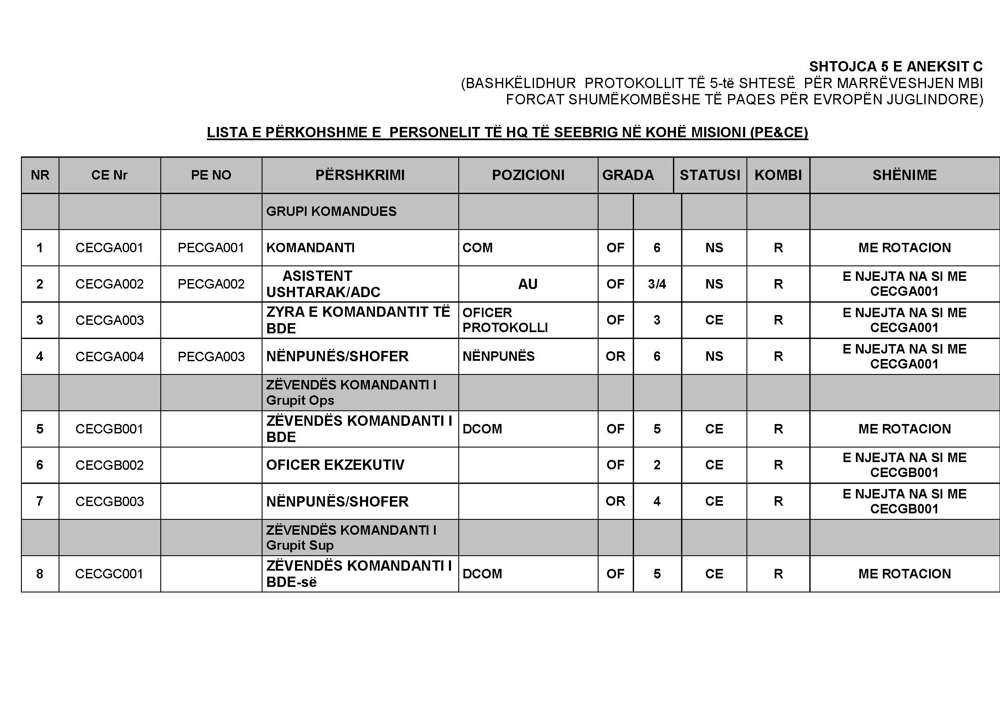 SHTOJCA 5 E ANEKSIT C
(BASHKËLIDHUR PROTOKOLLIT TË 5-të SHTESË PËR MARRËVESHJEN MBI
FORCAT SHUMËKOMBËSHE TË PAQES PËR EVROPËN JUGLINDORE)
LISTA E PËRKOHSHME E PERSONELIT TË HQ TË SEEBRIG NË KOHË MISIONI (PE&CE)
NR CE Nr PE NO PËRSHKRIMI POZICIONI GRADA STATUSI KOMBI SHËNIME
GRUPI KOMANDUES
1 CECGA001 PECGA001 KOMANDANTI COM OF 6 NS R ME ROTACION
2 CECGA002 PECGA002 ASISTENT
USHTARAK/ADC AU OF 3/4 NS R E NJEJTA NA SI ME
CECGA001
3 CECGA003 ZYRA E KOMANDANTIT TË
BDE OFICER
PROTOKOLLI OF 3 CE R E NJEJTA NA SI ME
CECGA001
4 CECGA004 PECGA003 NËNPUNËS/SHOFER NËNPUNËS OR 6 NS R E NJEJTA NA SI ME
CECGA001
ZËVENDËS KOMANDANTI I
Grupit Ops
5 CECGB001 ZËVENDËS KOMANDANTI I
BDE DCOM OF 5 CE R ME ROTACION
6 CECGB002 OFICER EKZEKUTIV OF 2 CE R E NJEJTA NA SI ME
CECGB001
7 CECGB003 NËNPUNËS/SHOFER OR 4 CE R E NJEJTA NA SI ME
CECGB001
ZËVENDËS KOMANDANTI I
Grupit Sup
8 CECGC001 ZËVENDËS KOMANDANTI I
BDE-së DCOM OF 5 CE R ME ROTACION